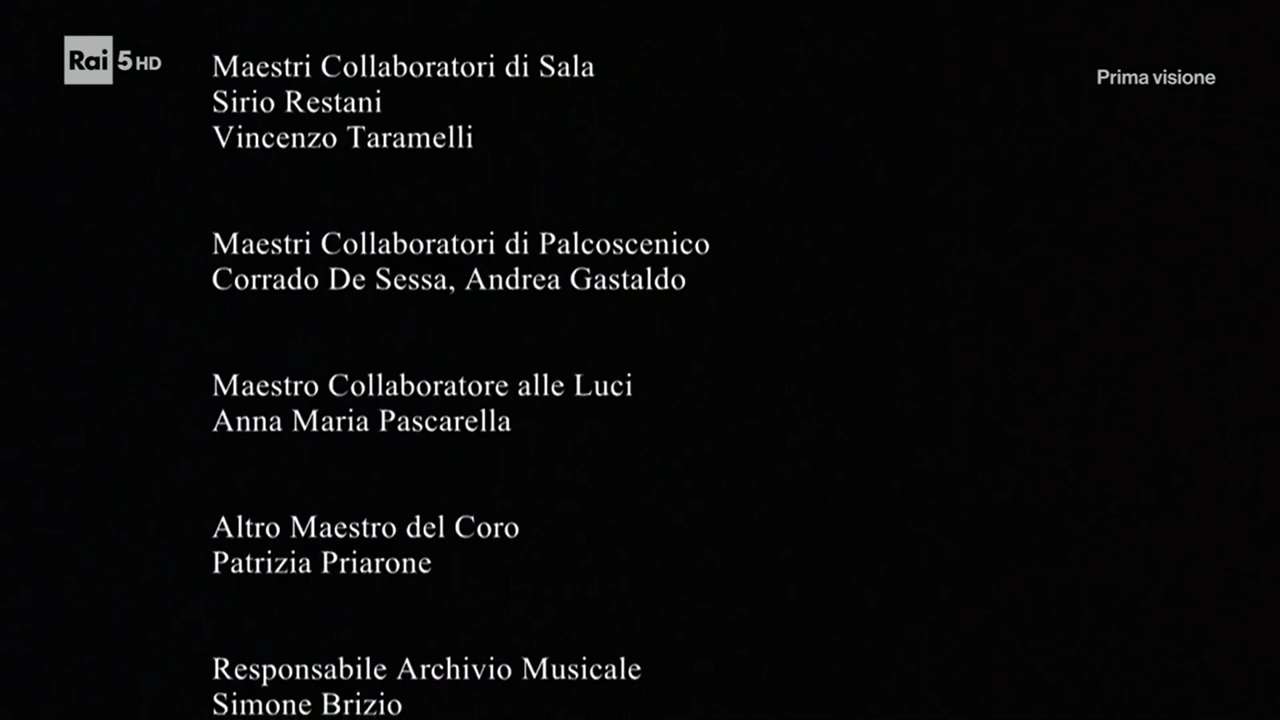 Rai 5 HD
Prima visione
Maestri Collaboratori di Sala
Sirio Restani
Vincenzo Taramelli
Maestri Collaboratori di Palcoscenico
Corrado De Sessa, Andrea Gastaldo
Maestro Collaboratore alle Luci
Anna Maria Pascarella
Altro Maestro del Coro
Patrizia Priarone
Responsabile Archivio Musicale
Simone Brizio